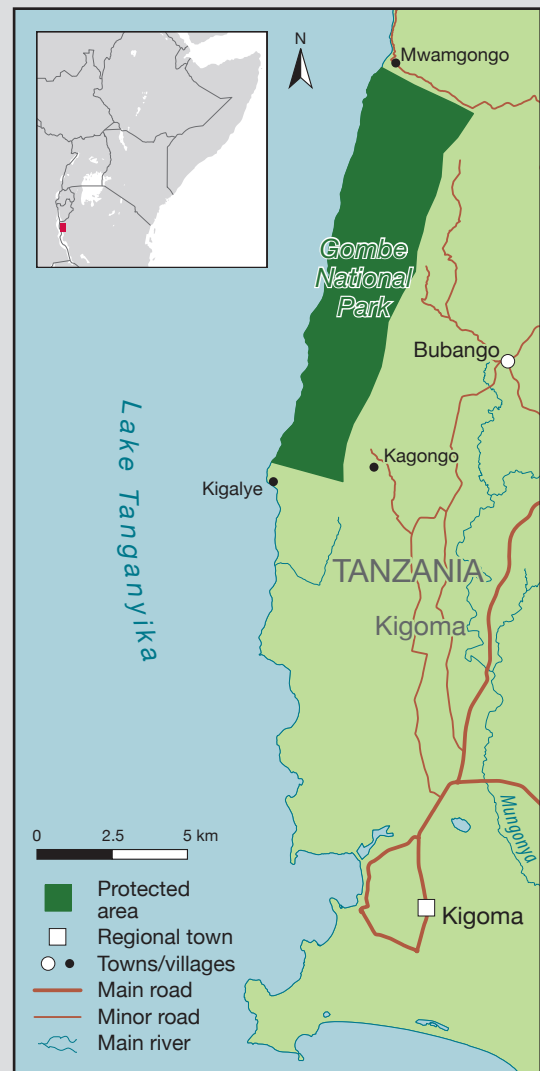 N
Mwamgongo
Gombe
National
Park
Bubango
Kagongo
Kigalye
Lake Tanganyika
TANZANIA
Kigoma
Mungonya
Kigoma
0 2.5 5 km
Protected
area
Regional town
Towns/villages
Main road
Minor road
Main river